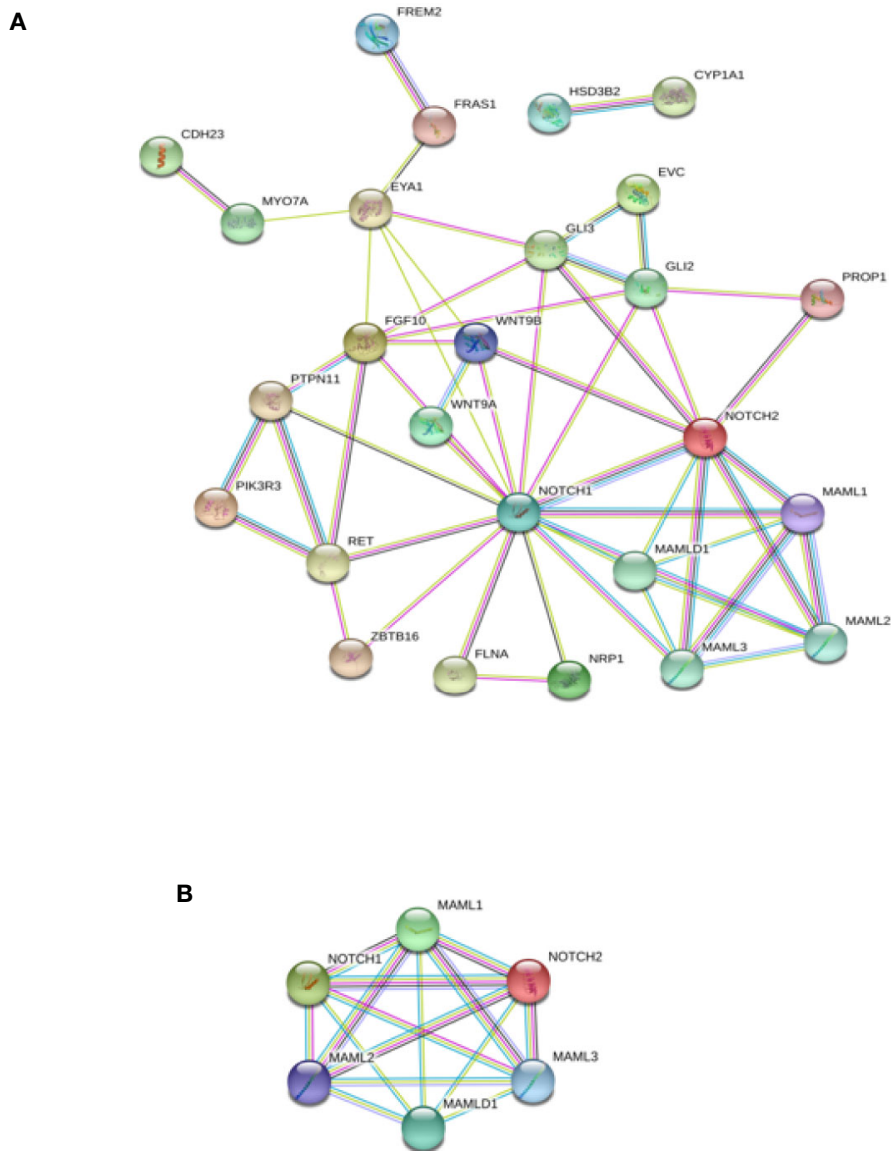 A
FREM2
HSD3B2
CYP1A1
FRAS1
CDH23
EVC
MYO7A
EYA1
GLI3
GLI2
PROP1
FGF10
WNT9B
PTPN11
WNT9A
NOTCH2
PIK3R3
NOTCH1
MAML1
RET
MAMLD1
ZBTB16
FLNA
NRP1
MAML3
MAML2
B
MAML1
NOTCH1
NOTCH2
MAML2
MAML3
MAMLD1